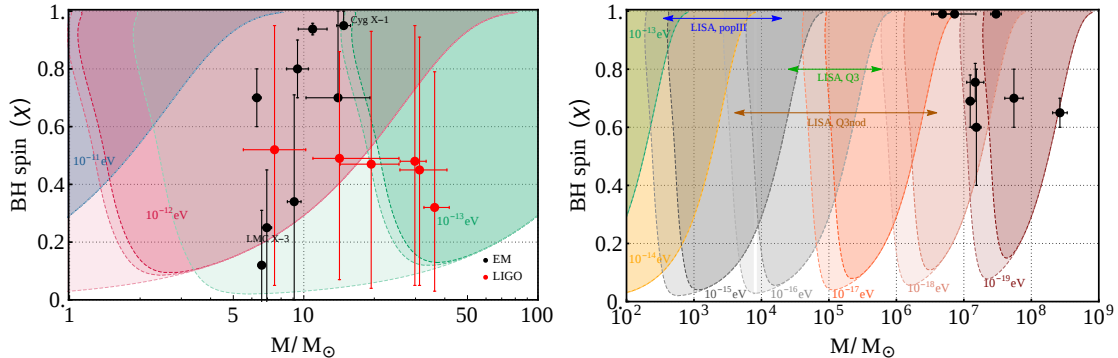 BH spin (χ)
1.
0.8
0.6
0.4
0.2
0.
10⁻¹¹eV
10⁻¹²eV
10⁻¹³eV
Cyg X−1
LMC X−3
EM
LIGO
1
5
10
50
100
M/ M⊙
BH spin (χ)
1.
0.8
0.6
0.4
0.2
0.
10⁻¹³eV
LISA, popIII
LISA, Q3
LISA, Q3nod
10⁻¹⁴eV
10⁻¹⁵eV
10⁻¹⁶eV
10⁻¹⁷eV
10⁻¹⁸eV
10⁻¹⁹eV
10²
10³
10⁴
10⁵
10⁶
10⁷
10⁸
10⁹
M/ M⊙